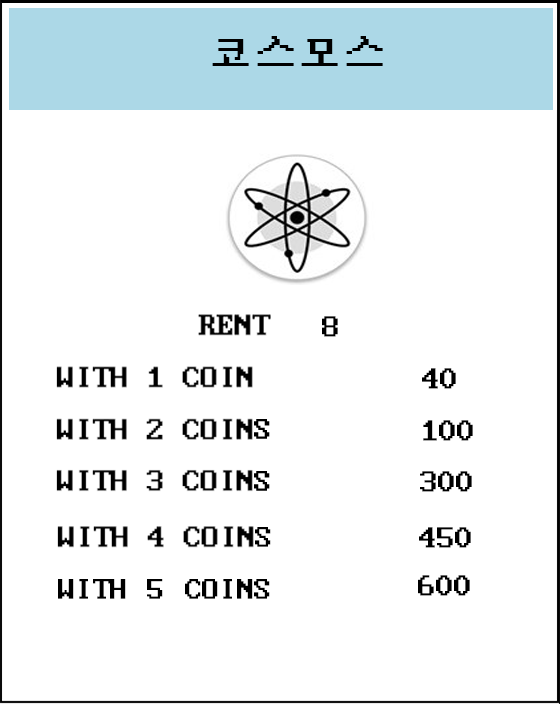 코스모스
RENT 8
WITH 1 COIN 40
WITH 2 COINS 100
WITH 3 COINS 300
WITH 4 COINS 450
WITH 5 COINS 600